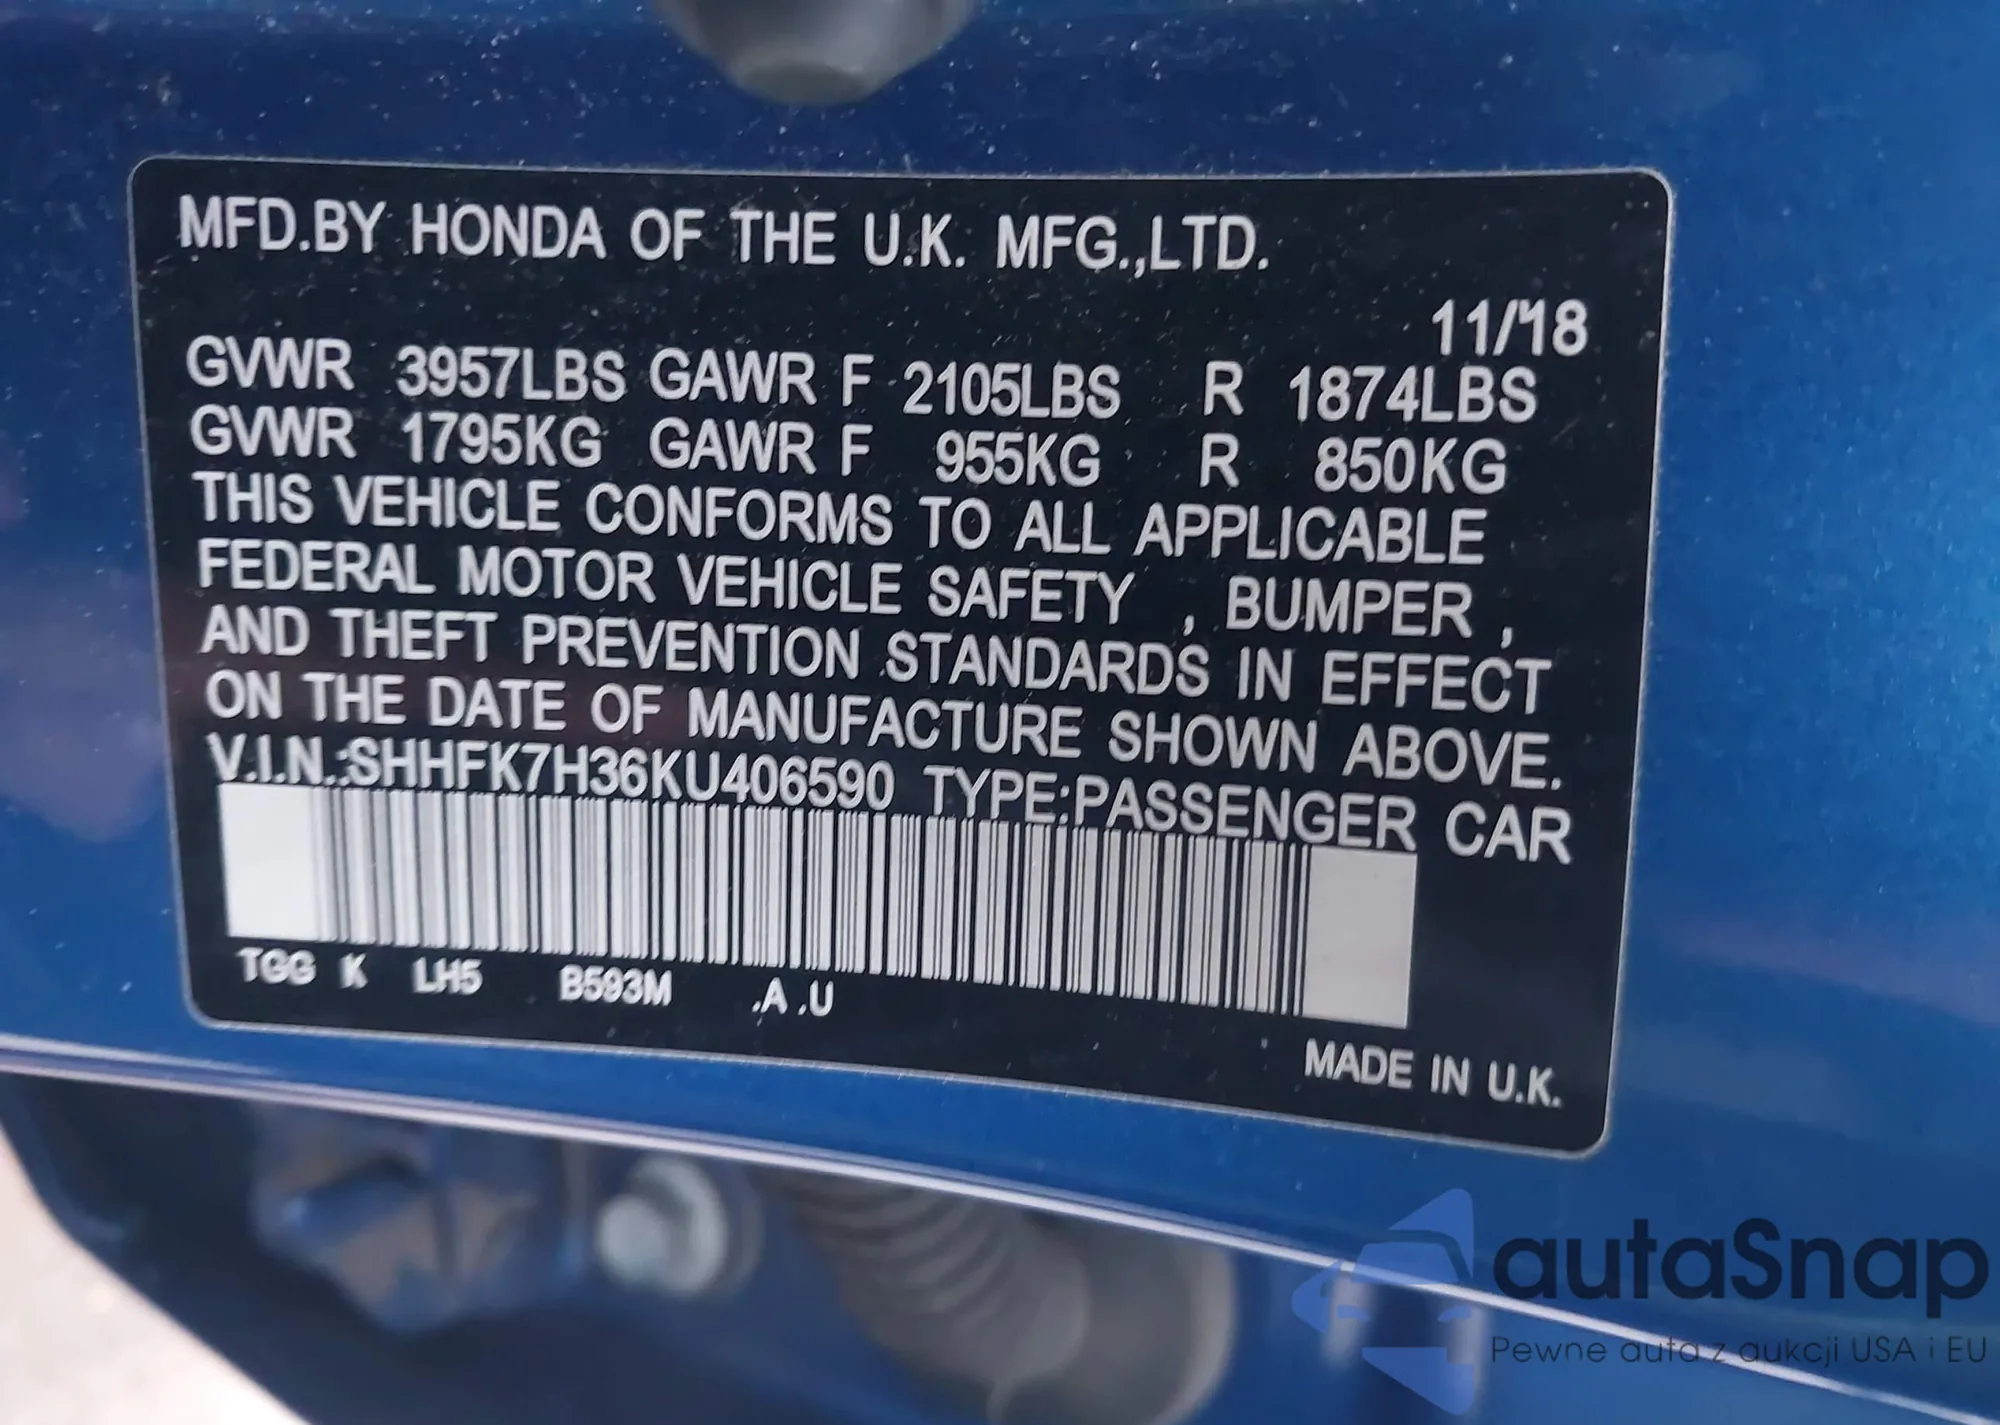 MFD.BY HONDA OF THE U.K. MFG.,LTD.
11/'18
GVWR 3957LBS GAWR F 2105LBS R 1874LBS
GVWR 1795KG GAWR F 955KG R 850KG
THIS VEHICLE CONFORMS TO ALL APPLICABLE
FEDERAL MOTOR VEHICLE SAFETY , BUMPER ,
AND THEFT PREVENTION STANDARDS IN EFFECT
ON THE DATE OF MANUFACTURE SHOWN ABOVE.
V.I.N.:SHHFK7H36KU406590 TYPE:PASSENGER CAR
TGG K LH5 B593M .A .U
MADE IN U.K.
autaSnap
Pewne auta z aukcji USA i EU